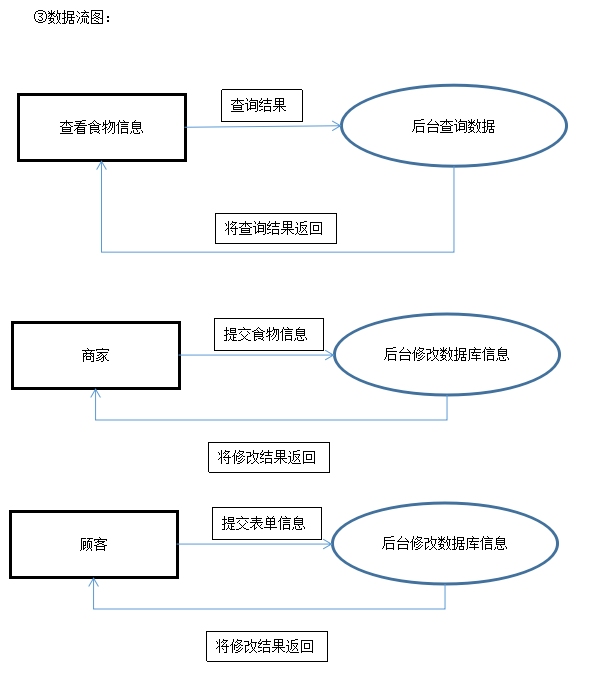 ③数据流图：
查看食物信息
查询结果
后台查询数据
将查询结果返回
商家
提交食物信息
后台修改数据库信息
将修改结果返回
顾客
提交表单信息
后台修改数据库信息
将修改结果返回